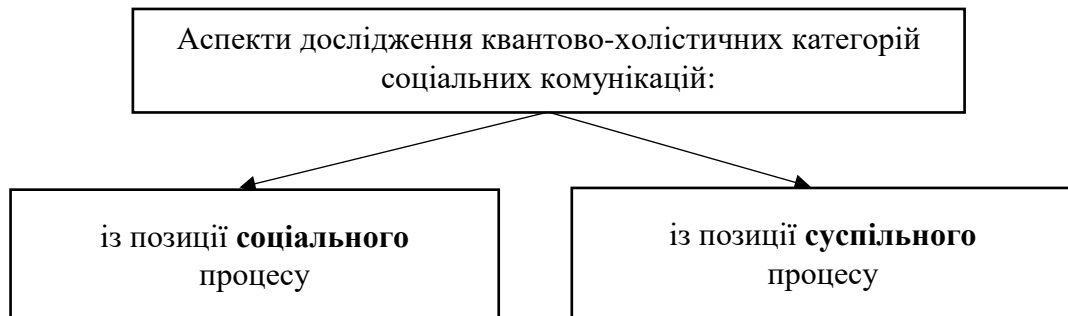 Аспекти дослідження квантово-холістичних категорій
соціальних комунікацій:
із позиції соціального
процесу
із позиції суспільного
процесу